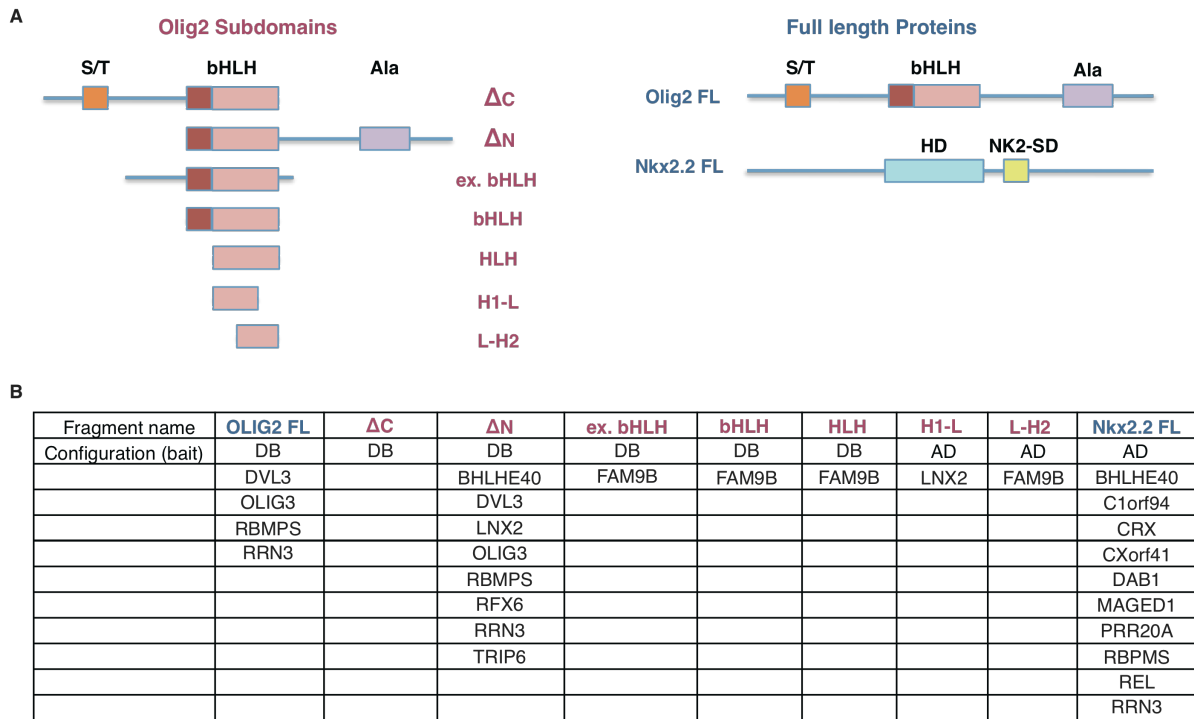 A
Olig2 Subdomains
Full length Proteins
S/T bHLH Ala
S/T bHLH Ala
ΔC
Olig2 FL
ΔN
HD NK2-SD
Nkx2.2 FL
ex. bHLH
bHLH
HLH
H1-L
L-H2
B
Fragment name OLIG2 FL ΔC ΔN ex. bHLH bHLH HLH H1-L L-H2 Nkx2.2 FL
Configuration (bait) DB DB DB DB DB DB AD AD AD
DVL3 BHLHE40 FAM9B FAM9B FAM9B LNX2 FAM9B BHLHE40
OLIG3 DVL3 C1orf94
RBMPS LNX2 CRX
RRN3 OLIG3 CXorf41
RBMPS DAB1
RFX6 MAGED1
RRN3 PRR20A
TRIP6 RBPMS
REL
RRN3